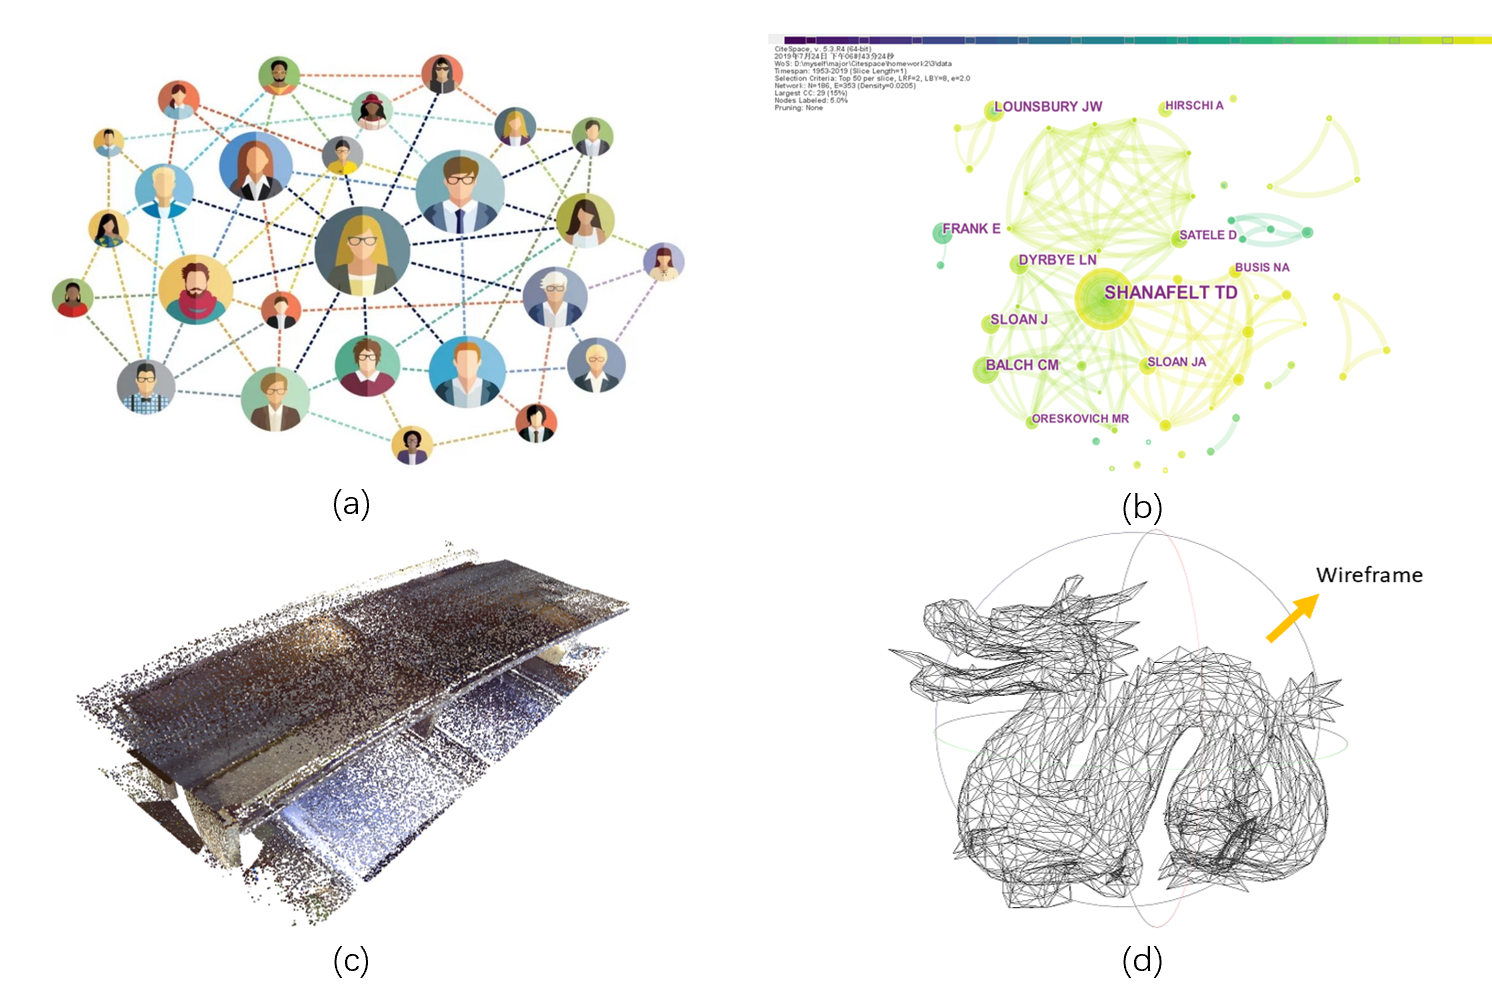 CiteSpace, v. 5.3.R4 (64-bit)
2019年7月24日 下午06时43分24秒
WoS: D:\myself\major\Citespace\homework2\3\data
Timespan: 1953-2019 (Slice Length=1)
Selection Criteria: Top 50 per slice, LRF=2, LBY=8, e=2.0
Network: N=186, E=353 (Density=0.0205)
Largest CC: 29 (15%)
Nodes Labeled: 5.0%
Pruning: None
LOUNSBURY JW
HIRSCHI A
FRANK E
SATELE D
DYRBYE LN
BUSIS NA
SHANAFELT TD
SLOAN J
BALCH CM
SLOAN JA
ORESKOVICH MR
(a)
(b)
Wireframe
(c)
(d)